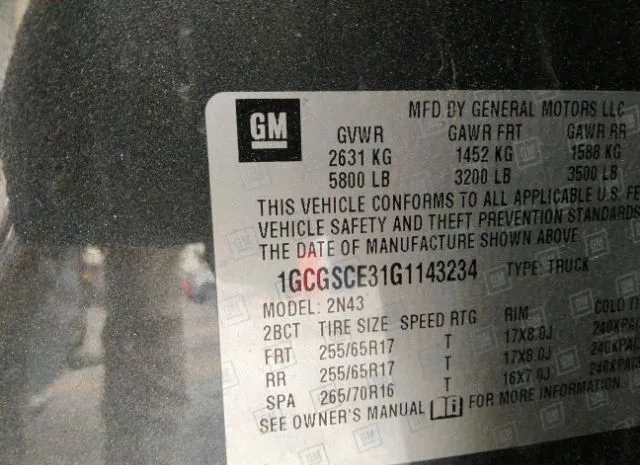 GM
MFD BY GENERAL MOTORS LLC
GVWR GAWR FRT GAWR RR
2631 KG 1452 KG 1588 KG
5800 LB 3200 LB 3500 LB
THIS VEHICLE CONFORMS TO ALL APPLICABLE U.S. FE
VEHICLE SAFETY AND THEFT PREVENTION STANDARDS
THE DATE OF MANUFACTURE SHOWN ABOVE.
1GCGSCE31G1143234 TYPE: TRUCK
MODEL: 2N43
2BCT TIRE SIZE SPEED RTG RIM COLD TI
FRT 255/65R17 T 17X8.0J 240KPA
RR 255/65R17 T 17X8.0J 240KPA
SPA 265/70R16 T 16X7.0J 240KPA
SEE OWNER'S MANUAL FOR MORE INFORMATION.